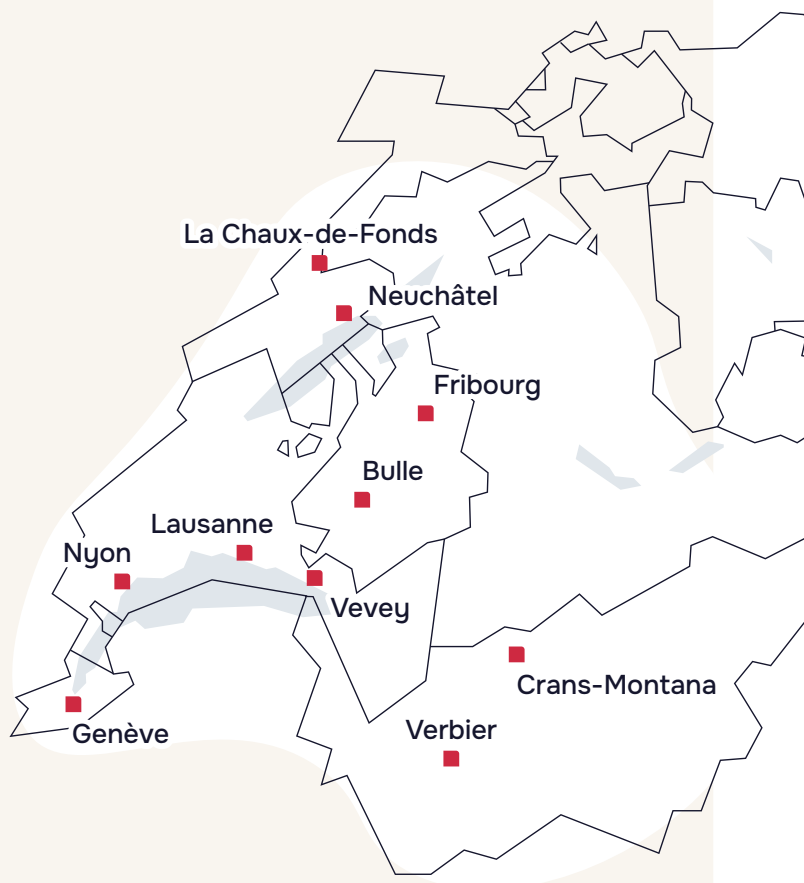 La Chaux-de-Fonds
Neuchâtel
Fribourg
Bulle
Lausanne
Nyon
Vevey
Crans-Montana
Verbier
Genève